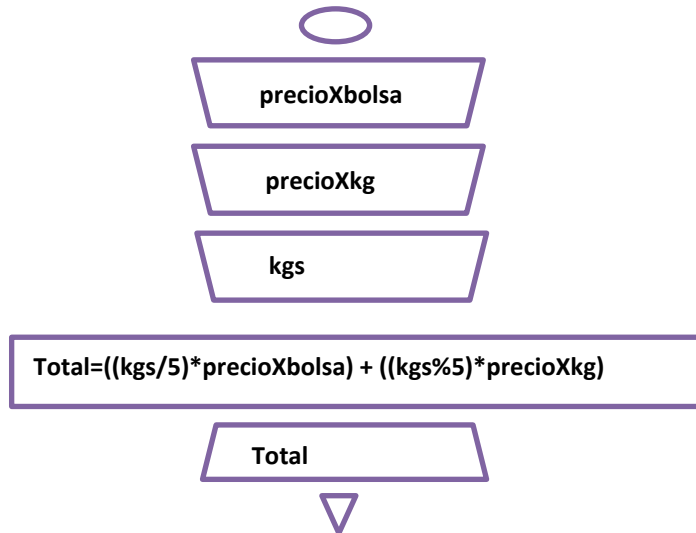 precioXbolsa
precioXkg
kgs
Total=((kgs/5)*precioXbolsa) + ((kgs%5)*precioXkg)
Total